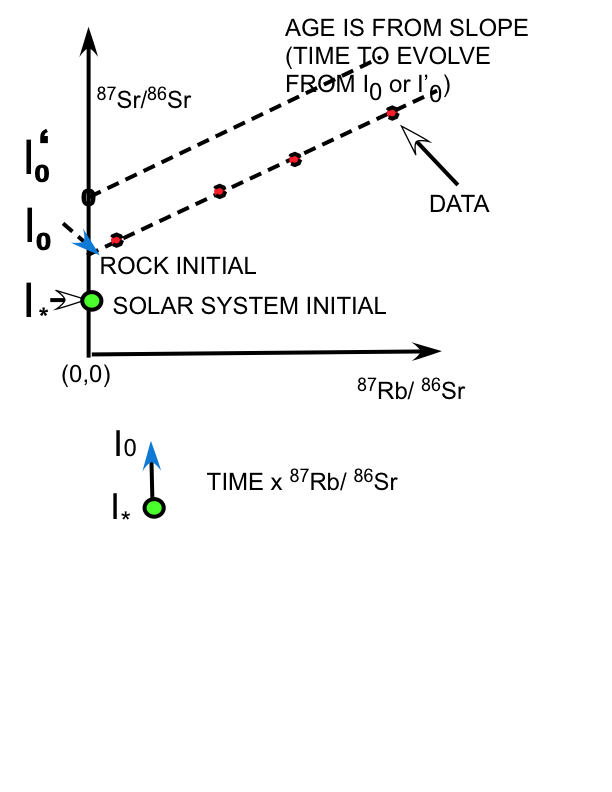 AGE IS FROM SLOPE
(TIME TO EVOLVE
FROM I0 or I'0)
87Sr/86Sr
I0'
I0
DATA
ROCK INITIAL
I*
SOLAR SYSTEM INITIAL
(0,0)
87Rb/ 86Sr
I0
TIME x 87Rb/ 86Sr
I*